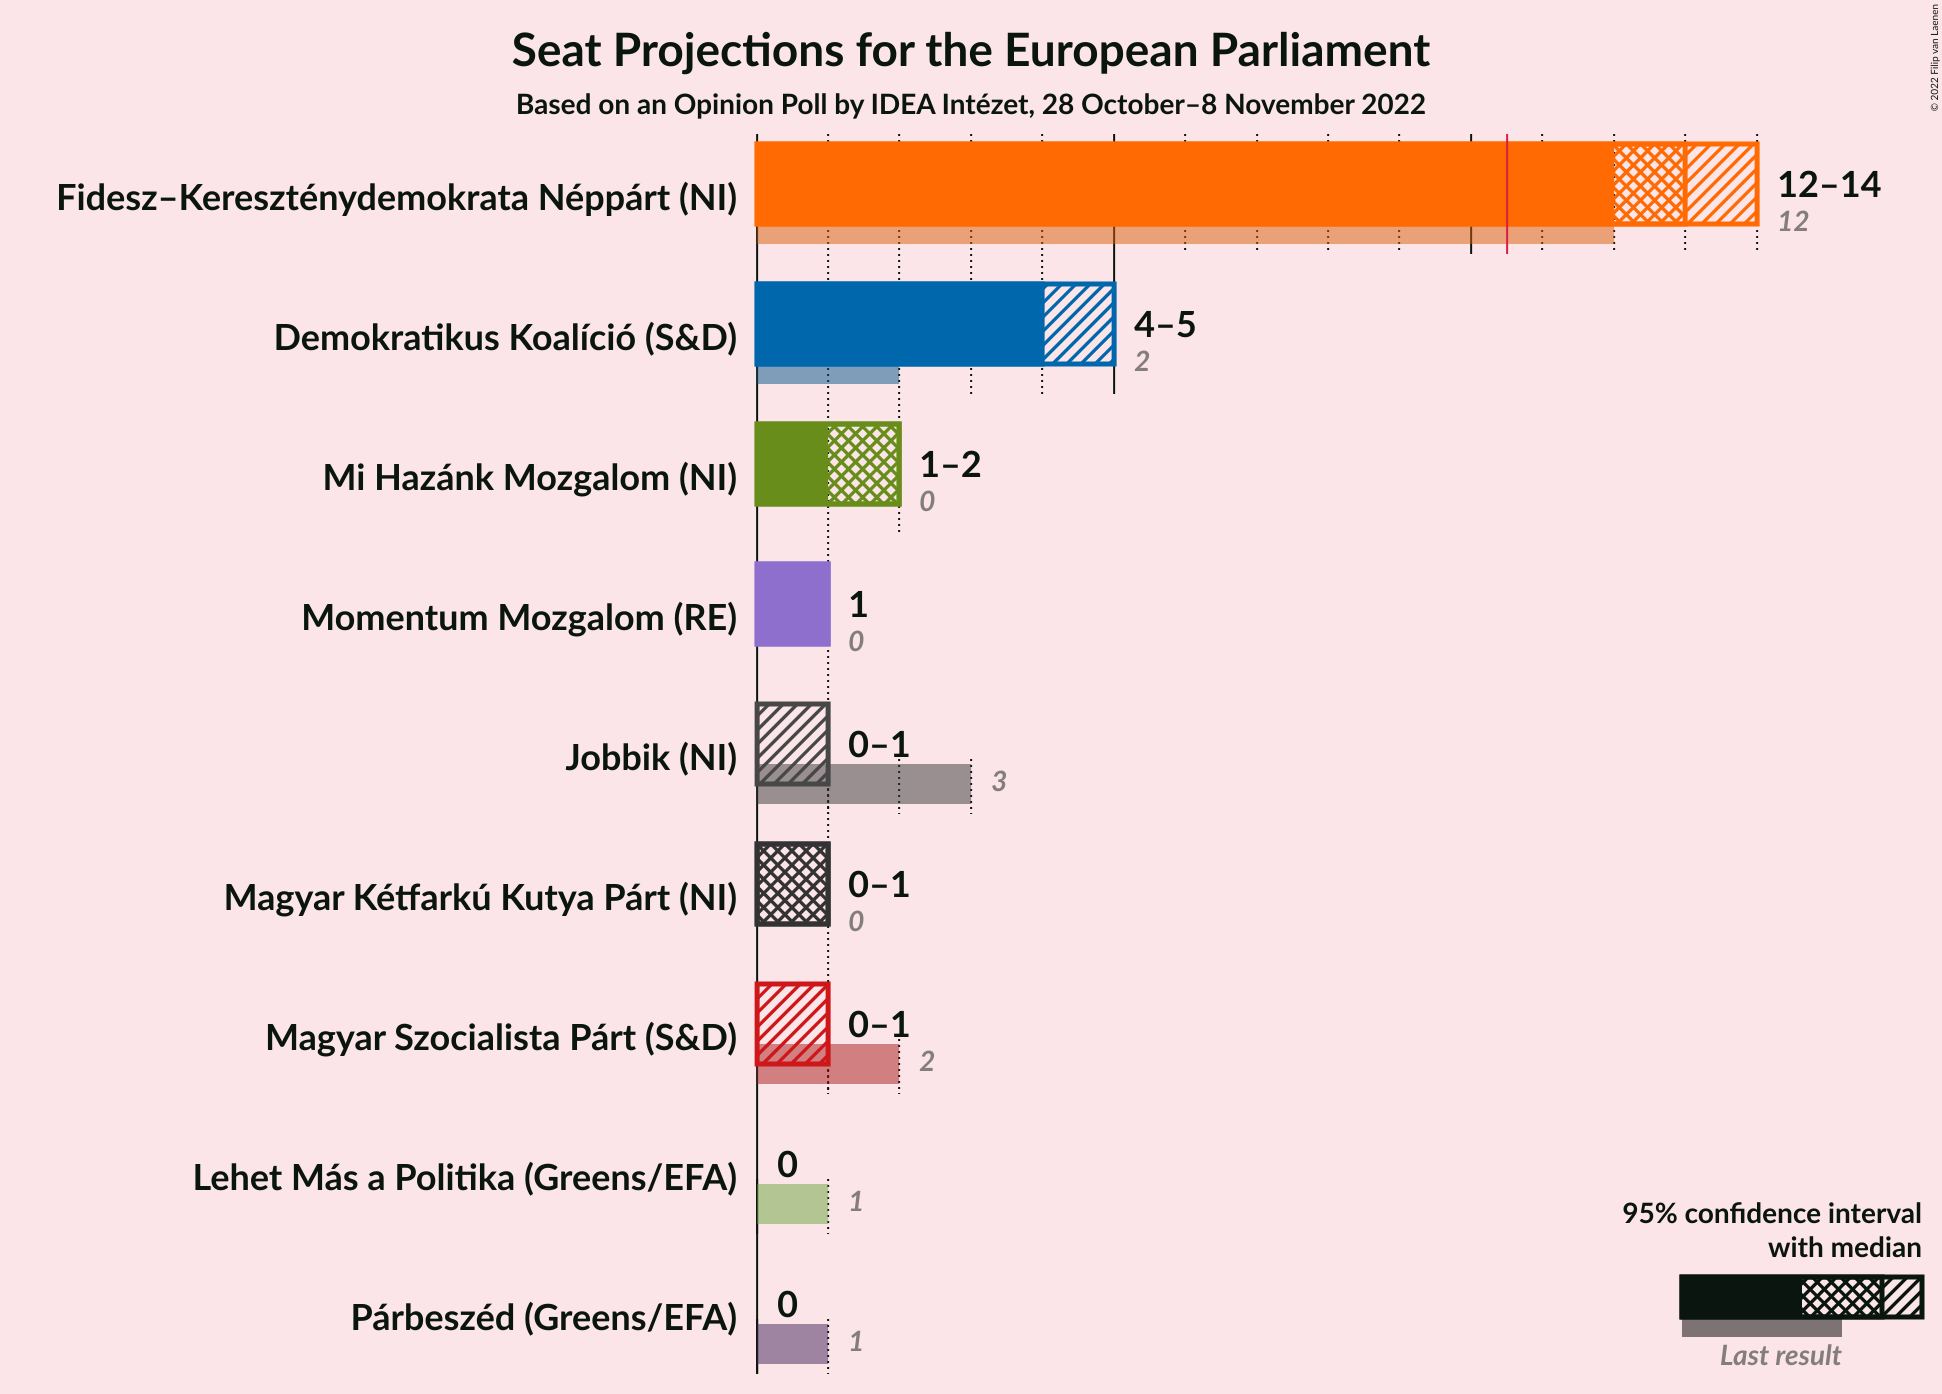 Seat Projections for the European Parliament
Based on an Opinion Poll by IDEA Intézet, 28 October–8 November 2022
© 2022 Filip van Laenen
Fidesz–Kereszténydemokrata Néppárt (NI)
12–14
12
Demokratikus Koalíció (S&D)
4–5
2
Mi Hazánk Mozgalom (NI)
1–2
0
Momentum Mozgalom (RE)
1
0
Jobbik (NI)
0–1
3
Magyar Kétfarkú Kutya Párt (NI)
0–1
0
Magyar Szocialista Párt (S&D)
0–1
2
Lehet Más a Politika (Greens/EFA)
0
1
Párbeszéd (Greens/EFA)
0
1
95% confidence interval
with median
Last result